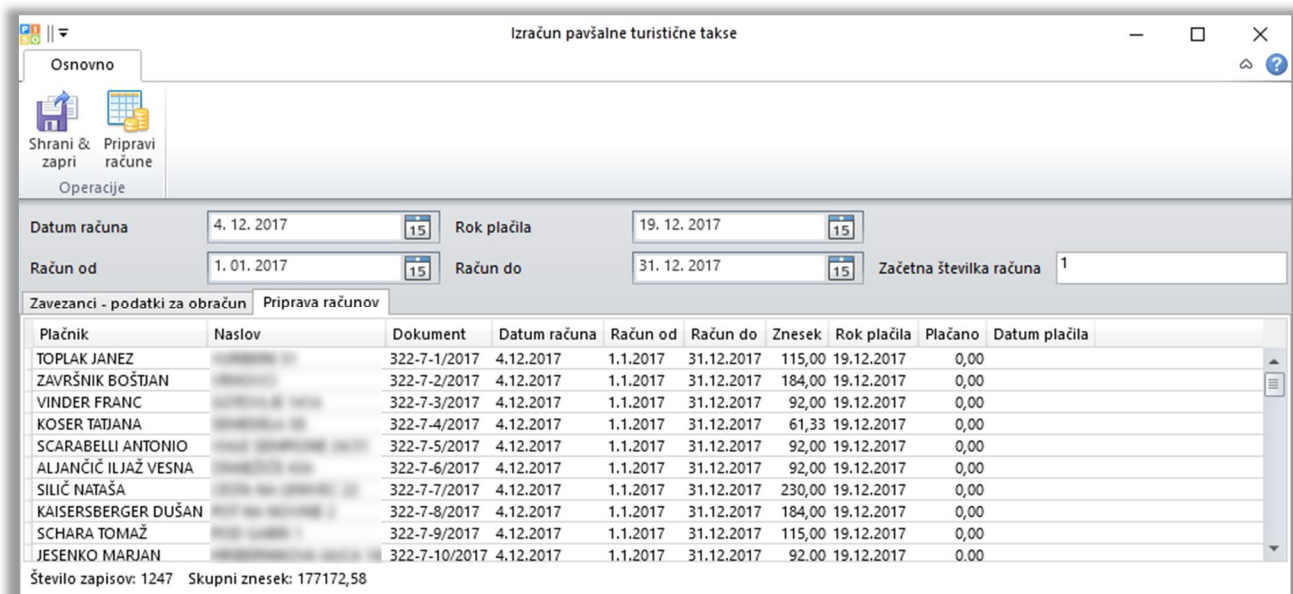 Izračun pavšalne turistične takse
Osnovno
Shrani & zapri
Pripravi račune
Operacije
Datum računa 4. 12. 2017 15 Rok plačila 19. 12. 2017 15
Račun od 1. 01. 2017 15 Račun do 31. 12. 2017 15 Začetna številka računa 1
Zavezanci - podatki za obračun Priprava računov
Plačnik Naslov Dokument Datum računa Račun od Račun do Znesek Rok plačila Plačano Datum plačila
TOPLAK JANEZ 322-7-1/2017 4.12.2017 1.1.2017 31.12.2017 115,00 19.12.2017 0,00
ZAVRŠNIK BOŠTJAN 322-7-2/2017 4.12.2017 1.1.2017 31.12.2017 184,00 19.12.2017 0,00
VINDER FRANC 322-7-3/2017 4.12.2017 1.1.2017 31.12.2017 92,00 19.12.2017 0,00
KOSER TATJANA 322-7-4/2017 4.12.2017 1.1.2017 31.12.2017 61,33 19.12.2017 0,00
SCARABELLI ANTONIO 322-7-5/2017 4.12.2017 1.1.2017 31.12.2017 92,00 19.12.2017 0,00
ALJANČIČ ILJAŽ VESNA 322-7-6/2017 4.12.2017 1.1.2017 31.12.2017 92,00 19.12.2017 0,00
SILIČ NATAŠA 322-7-7/2017 4.12.2017 1.1.2017 31.12.2017 230,00 19.12.2017 0,00
KAISERSBERGER DUŠAN 322-7-8/2017 4.12.2017 1.1.2017 31.12.2017 184,00 19.12.2017 0,00
SCHARA TOMAŽ 322-7-9/2017 4.12.2017 1.1.2017 31.12.2017 115,00 19.12.2017 0,00
JESENKO MARJAN 322-7-10/2017 4.12.2017 1.1.2017 31.12.2017 92,00 19.12.2017 0,00
Število zapisov: 1247 Skupni znesek: 177172,58